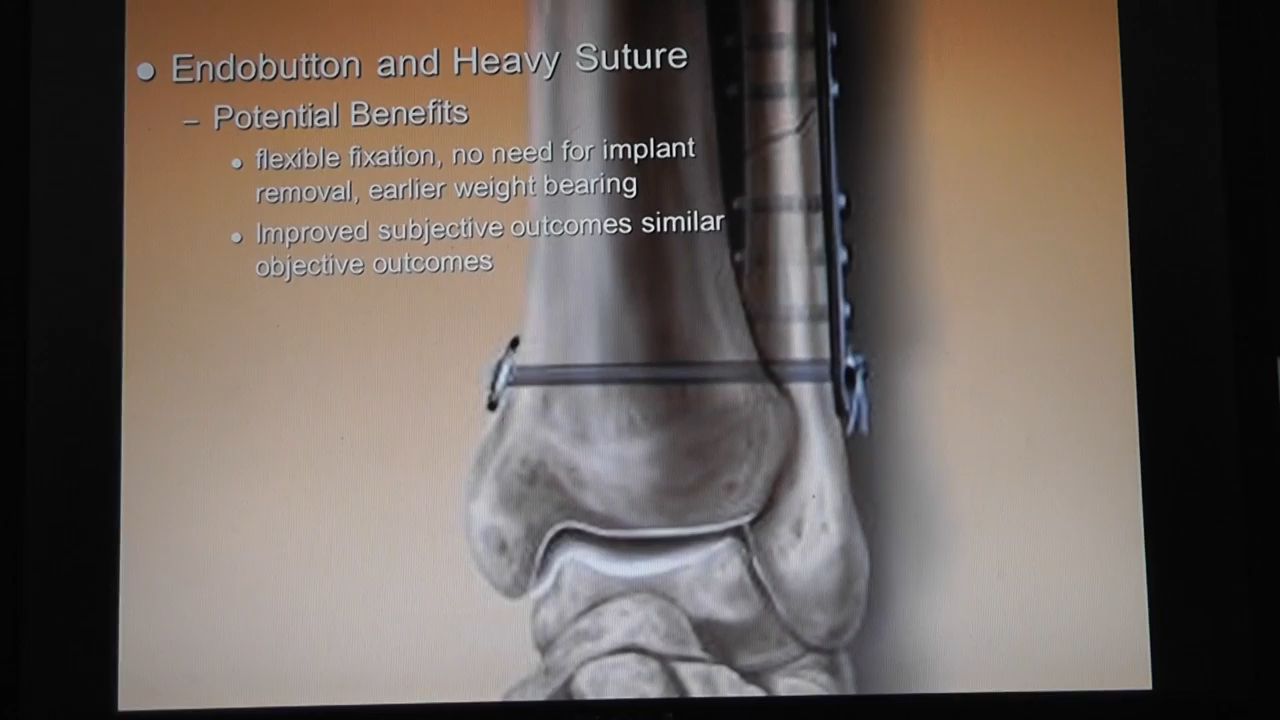 ● Endobutton and Heavy Suture
– Potential Benefits
• flexible fixation, no need for implant
removal, earlier weight bearing
• Improved subjective outcomes similar
objective outcomes